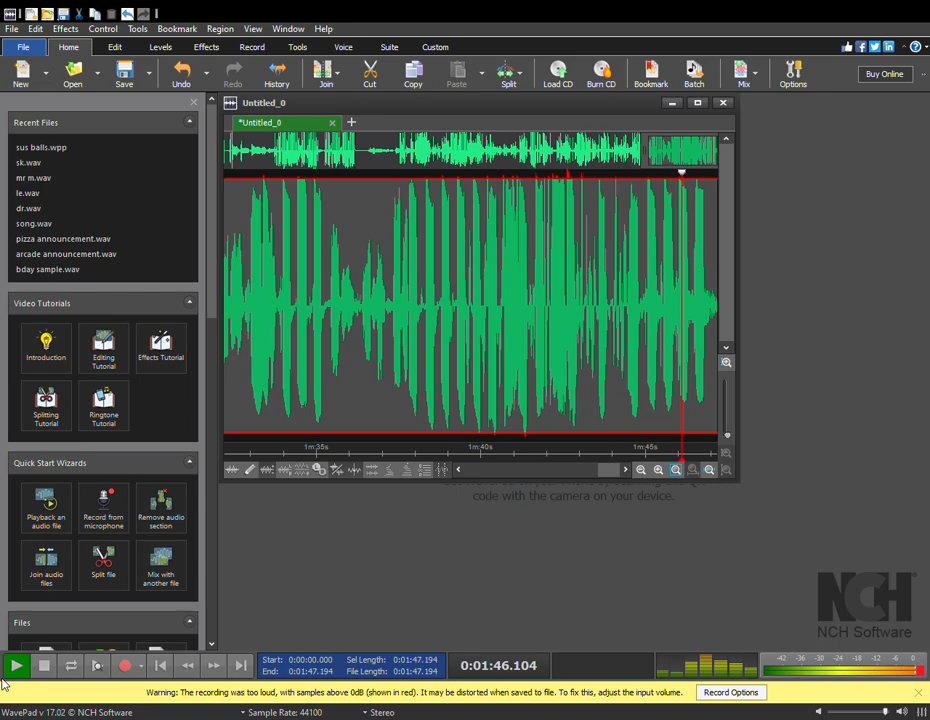 File Edit Effects Control Tools Bookmark Region View Window Help
File Home Edit Levels Effects Record Tools Voice Suite Custom
New Open Save Undo Redo History Join Cut Copy Paste Split Load CD Burn CD Bookmark Batch Mix Options Buy Online
Recent Files
sus balls.wpp
sk.wav
mr m.wav
le.wav
dr.wav
song.wav
pizza announcement.wav
arcade announcement.wav
bday sample.wav
Video Tutorials
Introduction
Editing Tutorial
Effects Tutorial
Splitting Tutorial
Ringtone Tutorial
Quick Start Wizards
Playback an audio file
Record from microphone
Remove audio section
Join audio files
Split file
Mix with another file
Files
Untitled_0
*Untitled_0
1m;35s 1m;40s 1m;45s
code with the camera on your device.
NCH
NCH Software
Start: 0:00:00.000 Sel Length: 0:01:47.194
End: 0:01:47.194 File Length: 0:01:47.194
0:01:46.104
-42 -36 -30 -24 -18 -12 -6 0
Warning: The recording was too loud, with samples above 0dB (shown in red). It may be distorted when saved to file. To fix this, adjust the input volume. Record Options
WavePad v 17.02 © NCH Software Sample Rate: 44100 Stereo